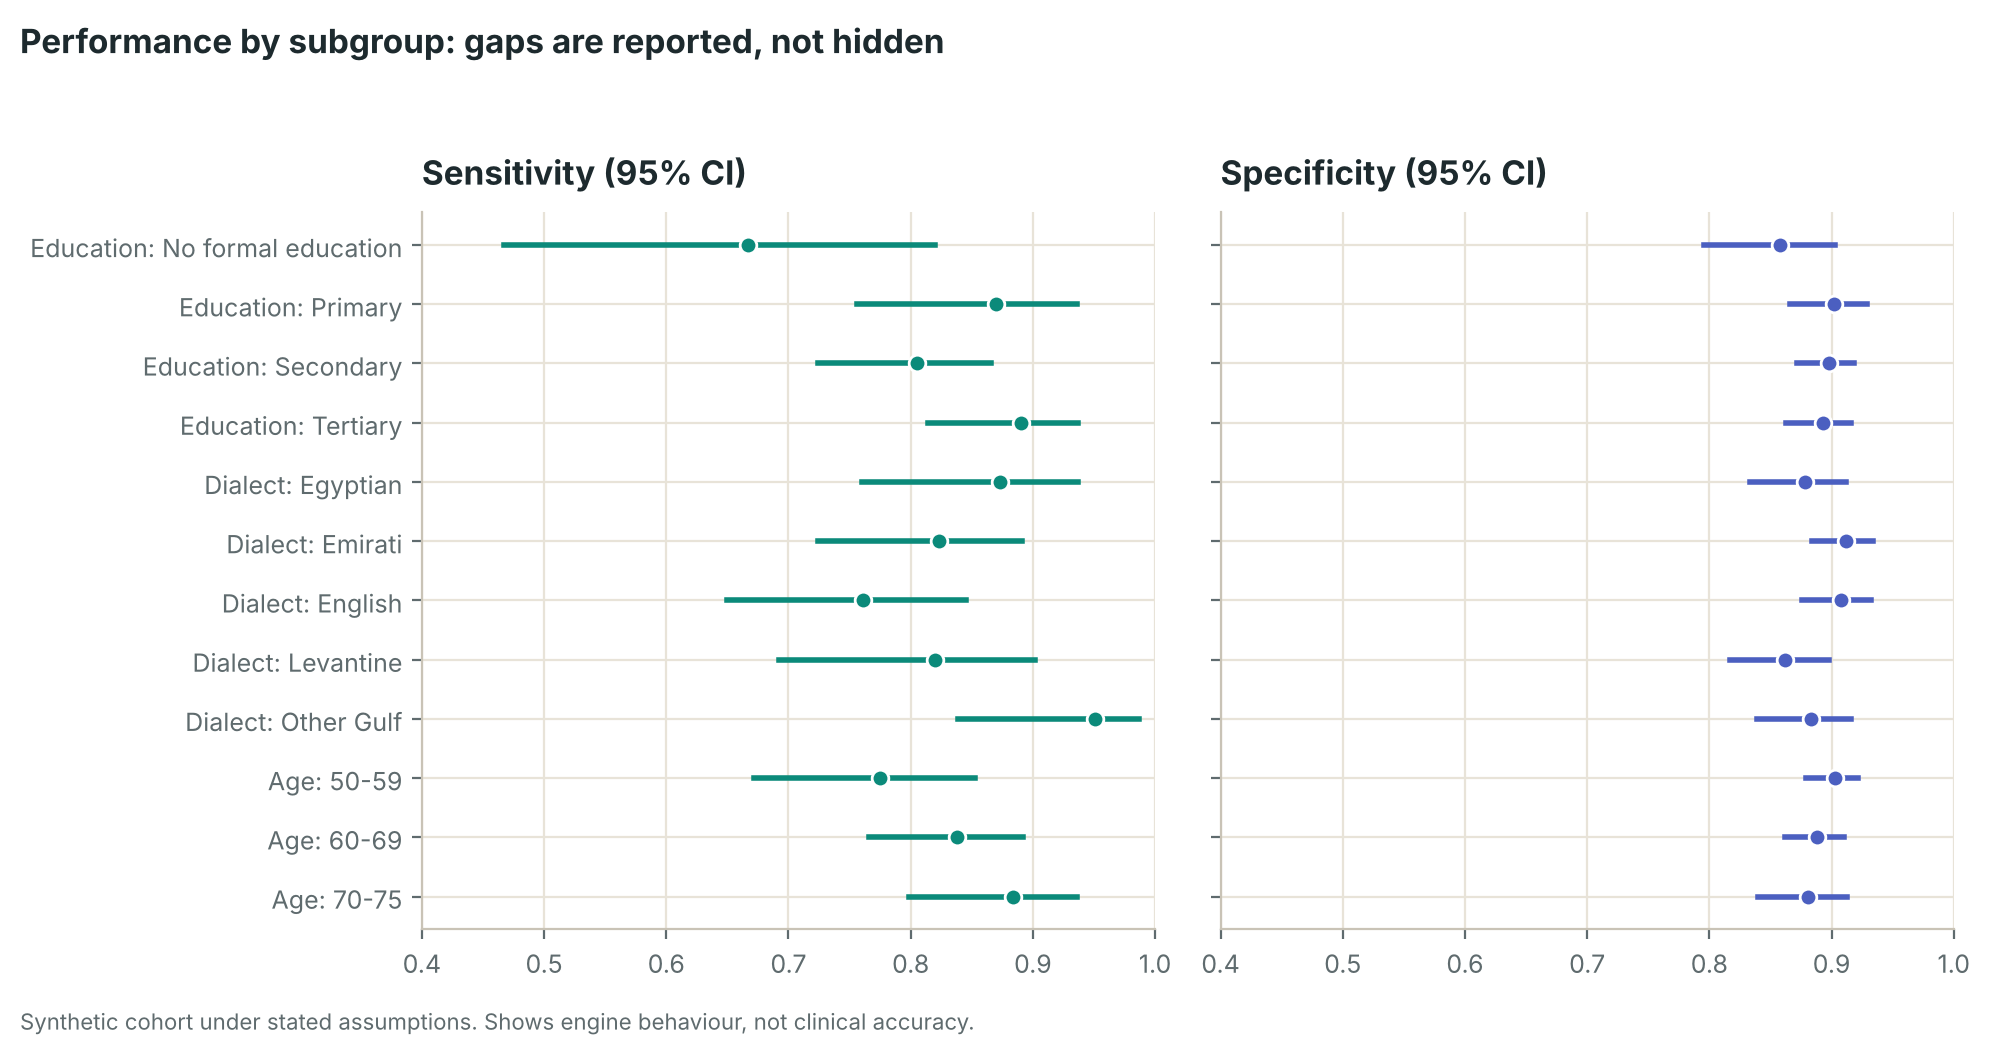 Performance by subgroup: gaps are reported, not hidden
Sensitivity (95% CI)
Specificity (95% CI)
Education: No formal education
Education: Primary
Education: Secondary
Education: Tertiary
Dialect: Egyptian
Dialect: Emirati
Dialect: English
Dialect: Levantine
Dialect: Other Gulf
Age: 50-59
Age: 60-69
Age: 70-75
0.4 0.5 0.6 0.7 0.8 0.9 1.0
0.4 0.5 0.6 0.7 0.8 0.9 1.0
Synthetic cohort under stated assumptions. Shows engine behaviour, not clinical accuracy.